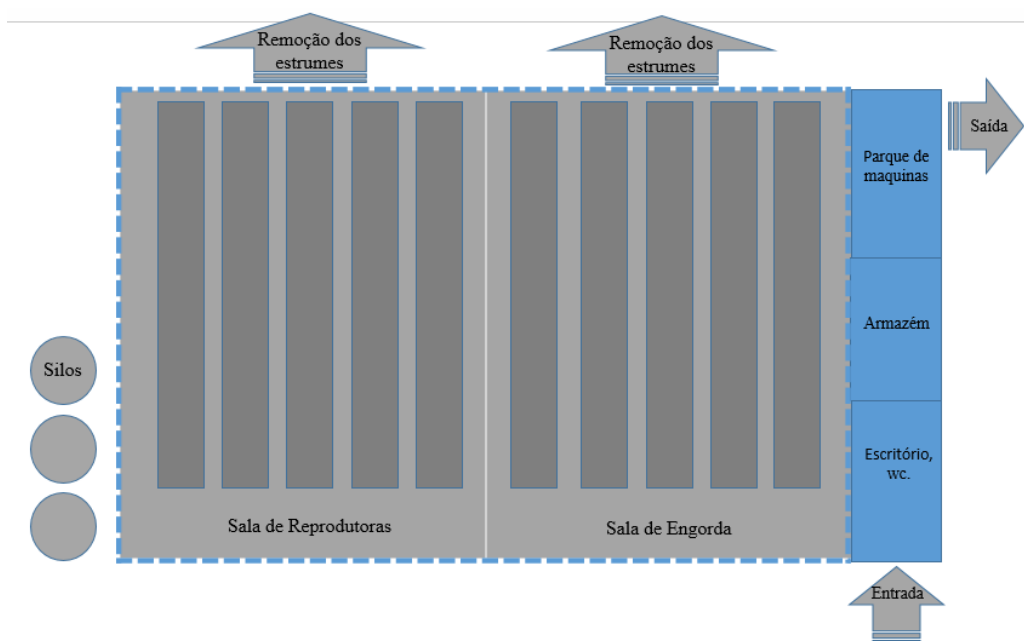 Remoção dos
estrumes
Remoção dos
estrumes
Saída
Parque de
maquinas
Armazém
Silos
Escritório,
wc.
Sala de Reprodutoras
Sala de Engorda
Entrada